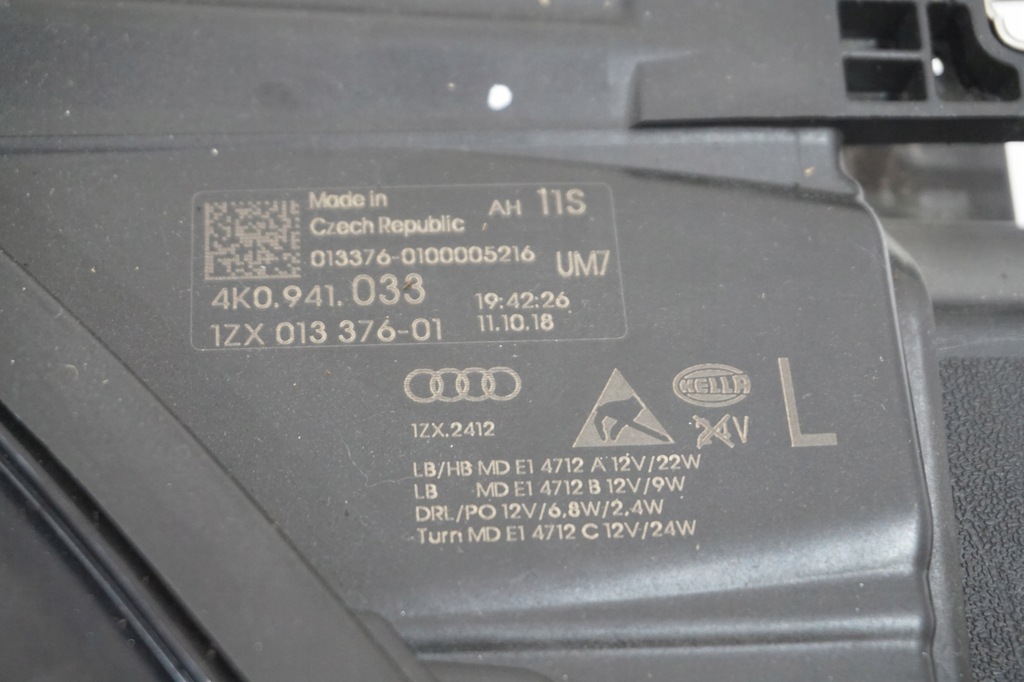 Made in
Czech Republic
AH 11S
013376-0100005216
UM7
4K0.941.033
19:42:26
1ZX 013 376-01
11.10.18
HELLA
L
1ZX.2412
24V
LB/HB MD E1 4712 A 12V/22W
LB MD E1 4712 B 12V/9W
DRL/PO 12V/6,8W/2,4W
Turn MD E1 4712 C 12V/24W